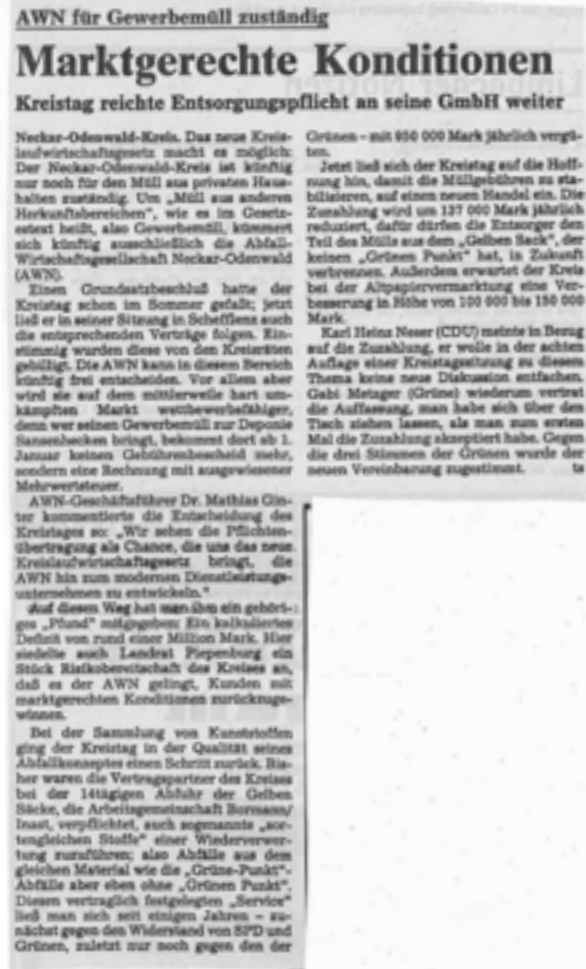 AWN für Gewerbemüll zuständig
Marktgerechte Konditionen
Kreistag reichte Entsorgungspflicht an seine GmbH weiter
Neckar-Odenwald-Kreis. Das neue Kreis-
laufwirtschaftsgesetz macht es möglich:
Der Neckar-Odenwald-Kreis ist künftig
nur noch für den Müll aus privaten Haus-
halten zuständig. Um „Müll aus anderen
Herkunftsbereichen“, wie es im Gesetz-
estext heißt, also Gewerbemüll, kümmert
sich künftig ausschließlich die Abfall-
Wirtschaftsgesellschaft Neckar-Odenwald
(AWN).
Einen Grundsatzbeschluß hatte der
Kreistag schon im Sommer gefaßt; jetzt
ließ er in seiner Sitzung in Schefflenz auch
die entsprechenden Verträge folgen. Ein-
stimmig wurden diese von den Kreisräten
gebilligt. Die AWN kann in diesem Bereich
künftig frei entscheiden. Vor allem aber
wird sie auf dem mittlerweile hart um-
kämpften Markt wettbewerbsfähiger,
denn wer seinen Gewerbemüll zur Deponie
Sansenhecken bringt, bekommt dort ab 1.
Januar keinen Gebührenbescheid mehr,
sondern eine Rechnung mit ausgewiesener
Mehrwertsteuer.
AWN-Geschäftsführer Dr. Mathias Gin-
ter kommentierte die Entscheidung des
Kreistages so: „Wir sehen die Pflichten-
übertragung als Chance, die uns das neue
Kreislaufwirtschaftsgesetz bringt, die
AWN hin zum modernen Dienstleistungs-
unternehmen zu entwickeln.“
Auf diesen Weg hat man ihm ein gehöri-
ges „Pfund“ mitgegeben: Ein kalkuliertes
Defizit von rund einer Million Mark. Hier
siedelte auch Landrat Piepenburg ein
Stück Risikobereitschaft des Kreises an,
daß es der AWN gelingt, Kunden mit
marktgerechten Konditionen zurückzuge-
winnen.
Bei der Sammlung von Kunststoffen
ging der Kreistag in der Qualität seines
Abfallkonzeptes einen Schritt zurück. Bis-
her waren die Vertragspartner des Kreises
bei der 14tägigen Abfuhr der Gelben
Säcke, die Arbeitsgemeinschaft Bormann/
Inast, verpflichtet, auch sogenannte „sor-
tengleichen Stoffe“ einer Wiederverwer-
tung zuzuführen; also Abfälle aus dem
gleichen Material wie die „Grüne-Punkt“-
Abfälle aber eben ohne „Grünen Punkt“.
Diesen vertraglich festgelegten „Service“
ließ man sich seit einigen Jahren – zu-
nächst gegen den Widerstand von SPD und
Grünen, zuletzt nur noch gegen den der
Grünen – mit 950 000 Mark jährlich vergü-
ten.
Jetzt ließ sich der Kreistag auf die Hoff-
nung hin, damit die Müllgebühren zu sta-
bilisieren, auf einen neuen Handel ein. Die
Zuzahlung wird um 137 000 Mark jährlich
reduziert, dafür dürfen die Entsorger den
Teil des Mülls aus dem „Gelben Sack“, der
keinen „Grünen Punkt“ hat, in Zukunft
verbrennen. Außerdem erwartet der Kreis
bei der Altpapiervermarktung eine Ver-
besserung in Höhe von 100 000 bis 150 000
Mark.
Karl Heinz Neser (CDU) meinte in Bezug
auf die Zuzahlung, er wolle in der achten
Auflage einer Kreistagssitzung zu diesem
Thema keine neue Diskussion entfachen.
Gabi Metzger (Grüne) wiederum vertrat
die Auffassung, man habe sich über den
Tisch ziehen lassen, als man zum ersten
Mal die Zuzahlung akzeptiert habe. Gegen
die drei Stimmen der Grünen wurde der
neuen Vereinbarung zugestimmt. ts